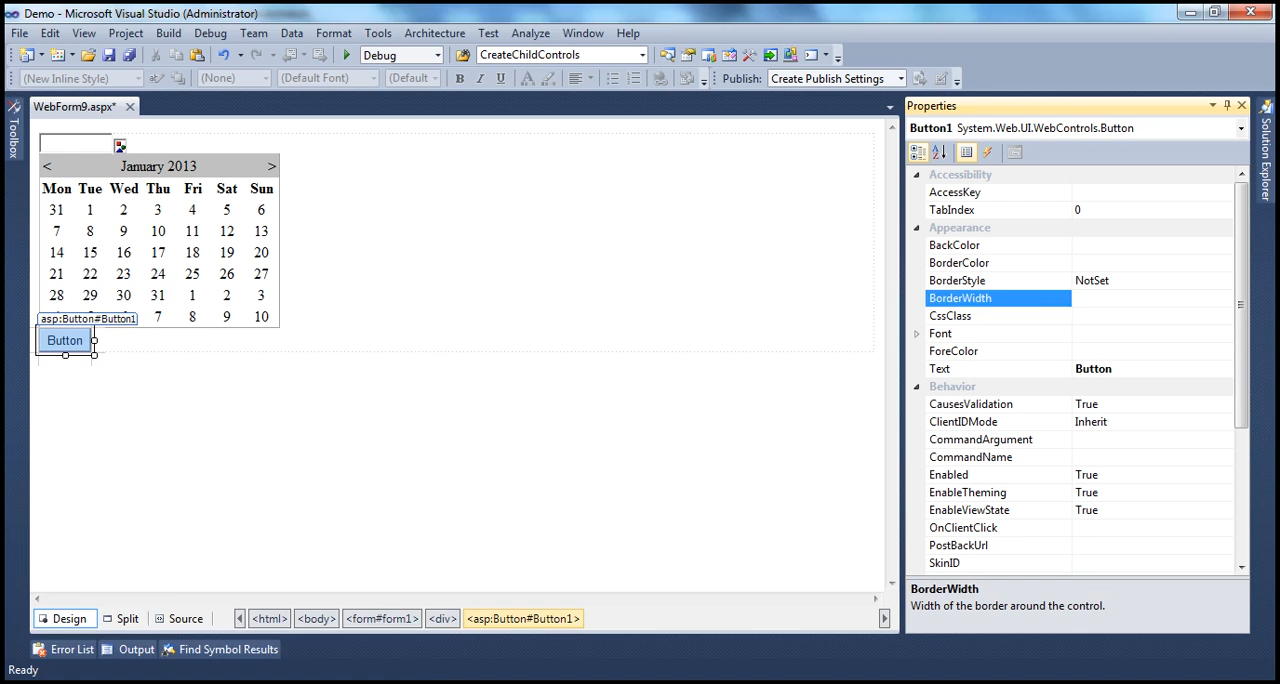 Demo - Microsoft Visual Studio (Administrator)
File Edit View Project Build Debug Team Data Format Tools Architecture Test Analyze Window Help
Debug CreateChildControls
(New Inline Style) (None) (Default Font) (Default B I U A Publish: Create Publish Settings
WebForm9.aspx*
Toolbox
< January 2013 >
Mon Tue Wed Thu Fri Sat Sun
31 1 2 3 4 5 6
7 8 9 10 11 12 13
14 15 16 17 18 19 20
21 22 23 24 25 26 27
28 29 30 31 1 2 3
7 8 9 10
asp:Button#Button1
Button
Design Split Source <html> <body> <form#form1> <div> <asp:Button#Button1>
Properties
Button1 System.Web.UI.WebControls.Button
Accessibility
AccessKey
TabIndex 0
Appearance
BackColor
BorderColor
BorderStyle NotSet
BorderWidth
CssClass
Font
ForeColor
Text Button
Behavior
CausesValidation True
ClientIDMode Inherit
CommandArgument
CommandName
Enabled True
EnableTheming True
EnableViewState True
OnClientClick
PostBackUrl
SkinID
BorderWidth
Width of the border around the control.
Solution Explorer
Error List Output Find Symbol Results
Ready